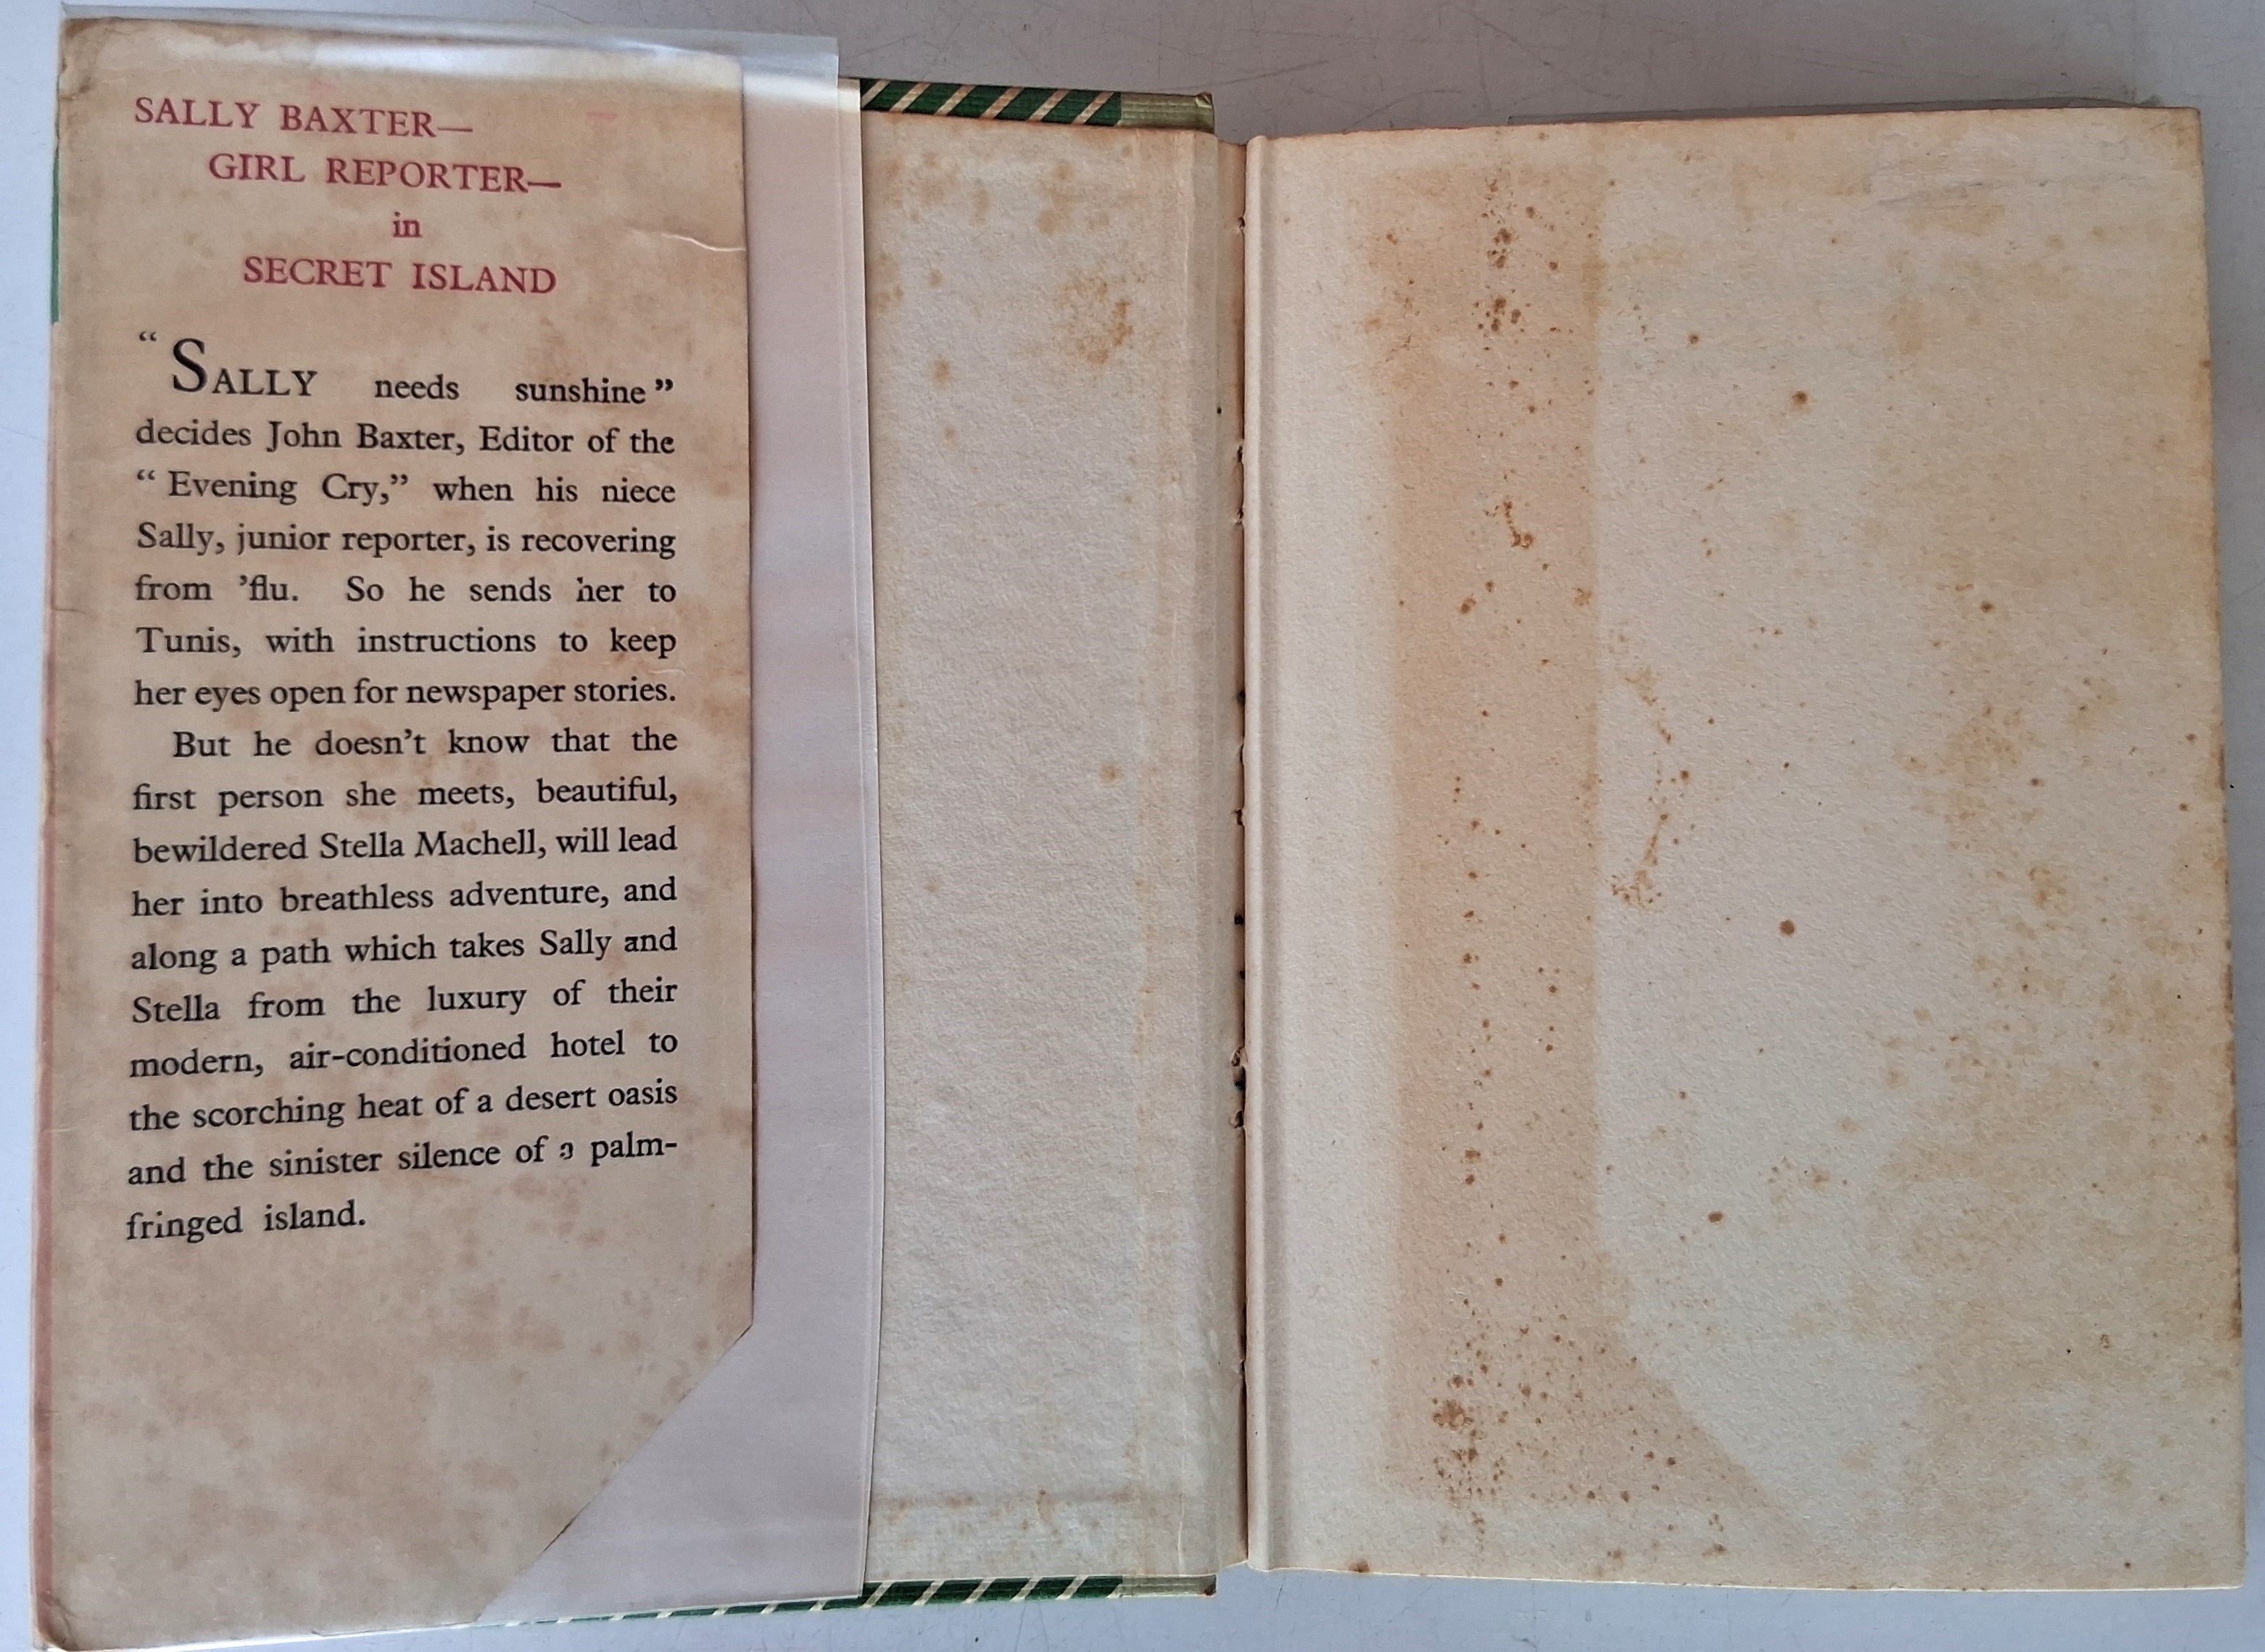 SALLY BAXTER—
GIRL REPORTER—
in
SECRET ISLAND
“SALLY needs sunshine”
decides John Baxter, Editor of the
“Evening Cry,” when his niece
Sally, junior reporter, is recovering
from ’flu. So he sends her to
Tunis, with instructions to keep
her eyes open for newspaper stories.
But he doesn’t know that the
first person she meets, beautiful,
bewildered Stella Machell, will lead
her into breathless adventure, and
along a path which takes Sally and
Stella from the luxury of their
modern, air-conditioned hotel to
the scorching heat of a desert oasis
and the sinister silence of a palm-
fringed island.